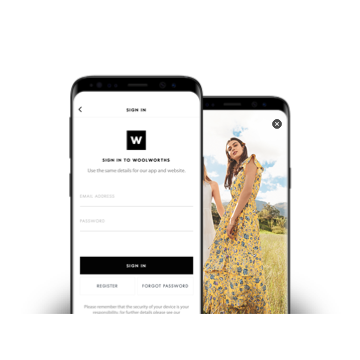 SIGN IN
W
SIGN IN TO WOOLWORTHS
Use the same details for our app and website.
EMAIL ADDRESS
PASSWORD
SIGN IN
REGISTER
FORGOT PASSWORD
Please remember that the security of your device is your
responsibility. For further details please see our